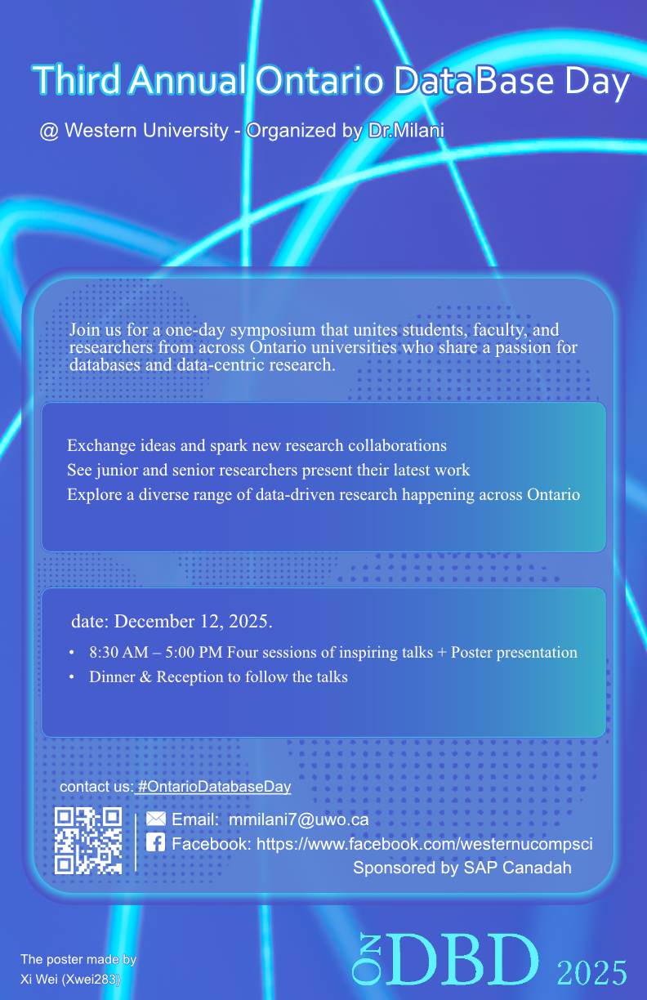 Third Annual Ontario DataBase Day
@ Western University - Organized by Dr.Milani
Join us for a one-day symposium that unites students, faculty, and
researchers from across Ontario universities who share a passion for
databases and data-centric research.
Exchange ideas and spark new research collaborations
See junior and senior researchers present their latest work
Explore a diverse range of data-driven research happening across Ontario
date: December 12, 2025.
• 8:30 AM – 5:00 PM Four sessions of inspiring talks + Poster presentation
• Dinner & Reception to follow the talks
contact us: #OntarioDatabaseDay
Email: mmilani7@uwo.ca
Facebook: https://www.facebook.com/westernucompsci
Sponsored by SAP Canadah
The poster made by
Xi Wei (Xwei283)
ON DBD 2025